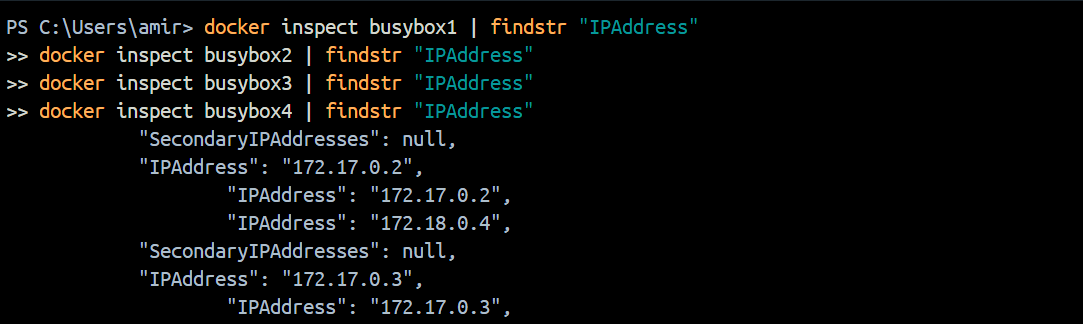 PS C:\Users\amir> docker inspect busybox1 | findstr "IPAddress"
>> docker inspect busybox2 | findstr "IPAddress"
>> docker inspect busybox3 | findstr "IPAddress"
>> docker inspect busybox4 | findstr "IPAddress"
"SecondaryIPAddresses": null,
"IPAddress": "172.17.0.2",
"IPAddress": "172.17.0.2",
"IPAddress": "172.18.0.4",
"SecondaryIPAddresses": null,
"IPAddress": "172.17.0.3",
"IPAddress": "172.17.0.3",